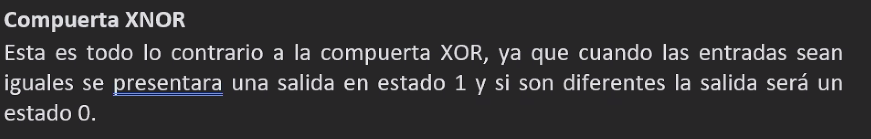 Compuerta XNOR
Esta es todo lo contrario a la compuerta XOR, ya que cuando las entradas sean
iguales se presentara una salida en estado 1 y si son diferentes la salida será un
estado 0.